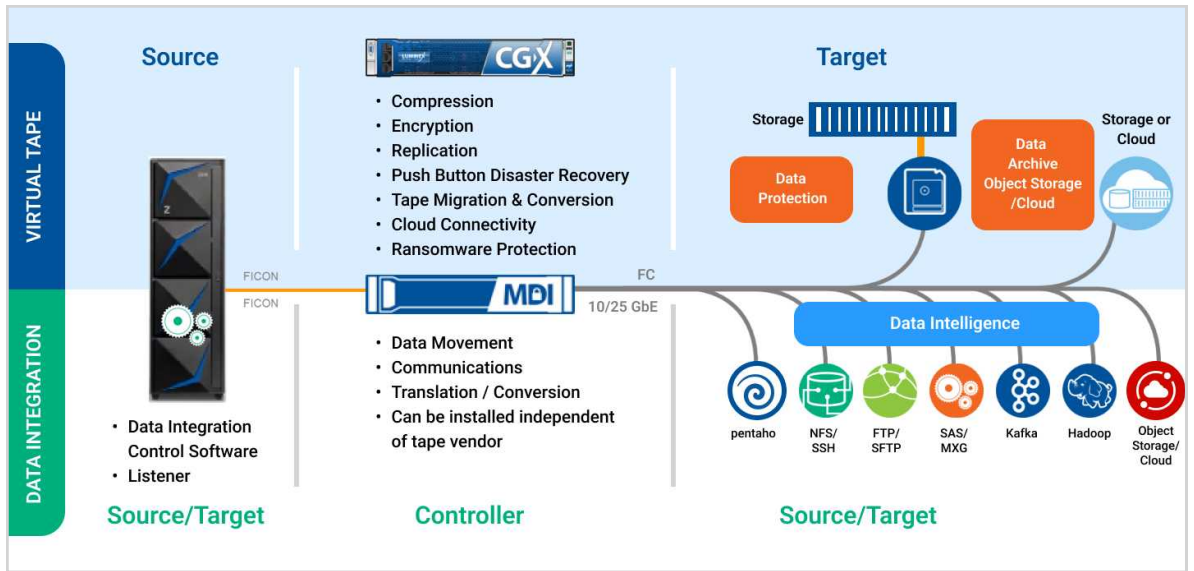 VIRTUAL TAPE
DATA INTEGRATION
Source
Z
FICON
FICON
• Data Integration
Control Software
• Listener
Source/Target
LUMINEX
CGX
• Compression
• Encryption
• Replication
• Push Button Disaster Recovery
• Tape Migration & Conversion
• Cloud Connectivity
• Ransomware Protection
MDI
• Data Movement
• Communications
• Translation / Conversion
• Can be installed independent
of tape vendor
Controller
Target
Storage
Data
Protection
Data
Archive
Object Storage
/Cloud
Storage or
Cloud
FC
10/25 GbE
Data Intelligence
pentaho
NFS/
SSH
FTP/
SFTP
SAS/
MXG
Kafka
Hadoop
Object
Storage/
Cloud
Source/Target